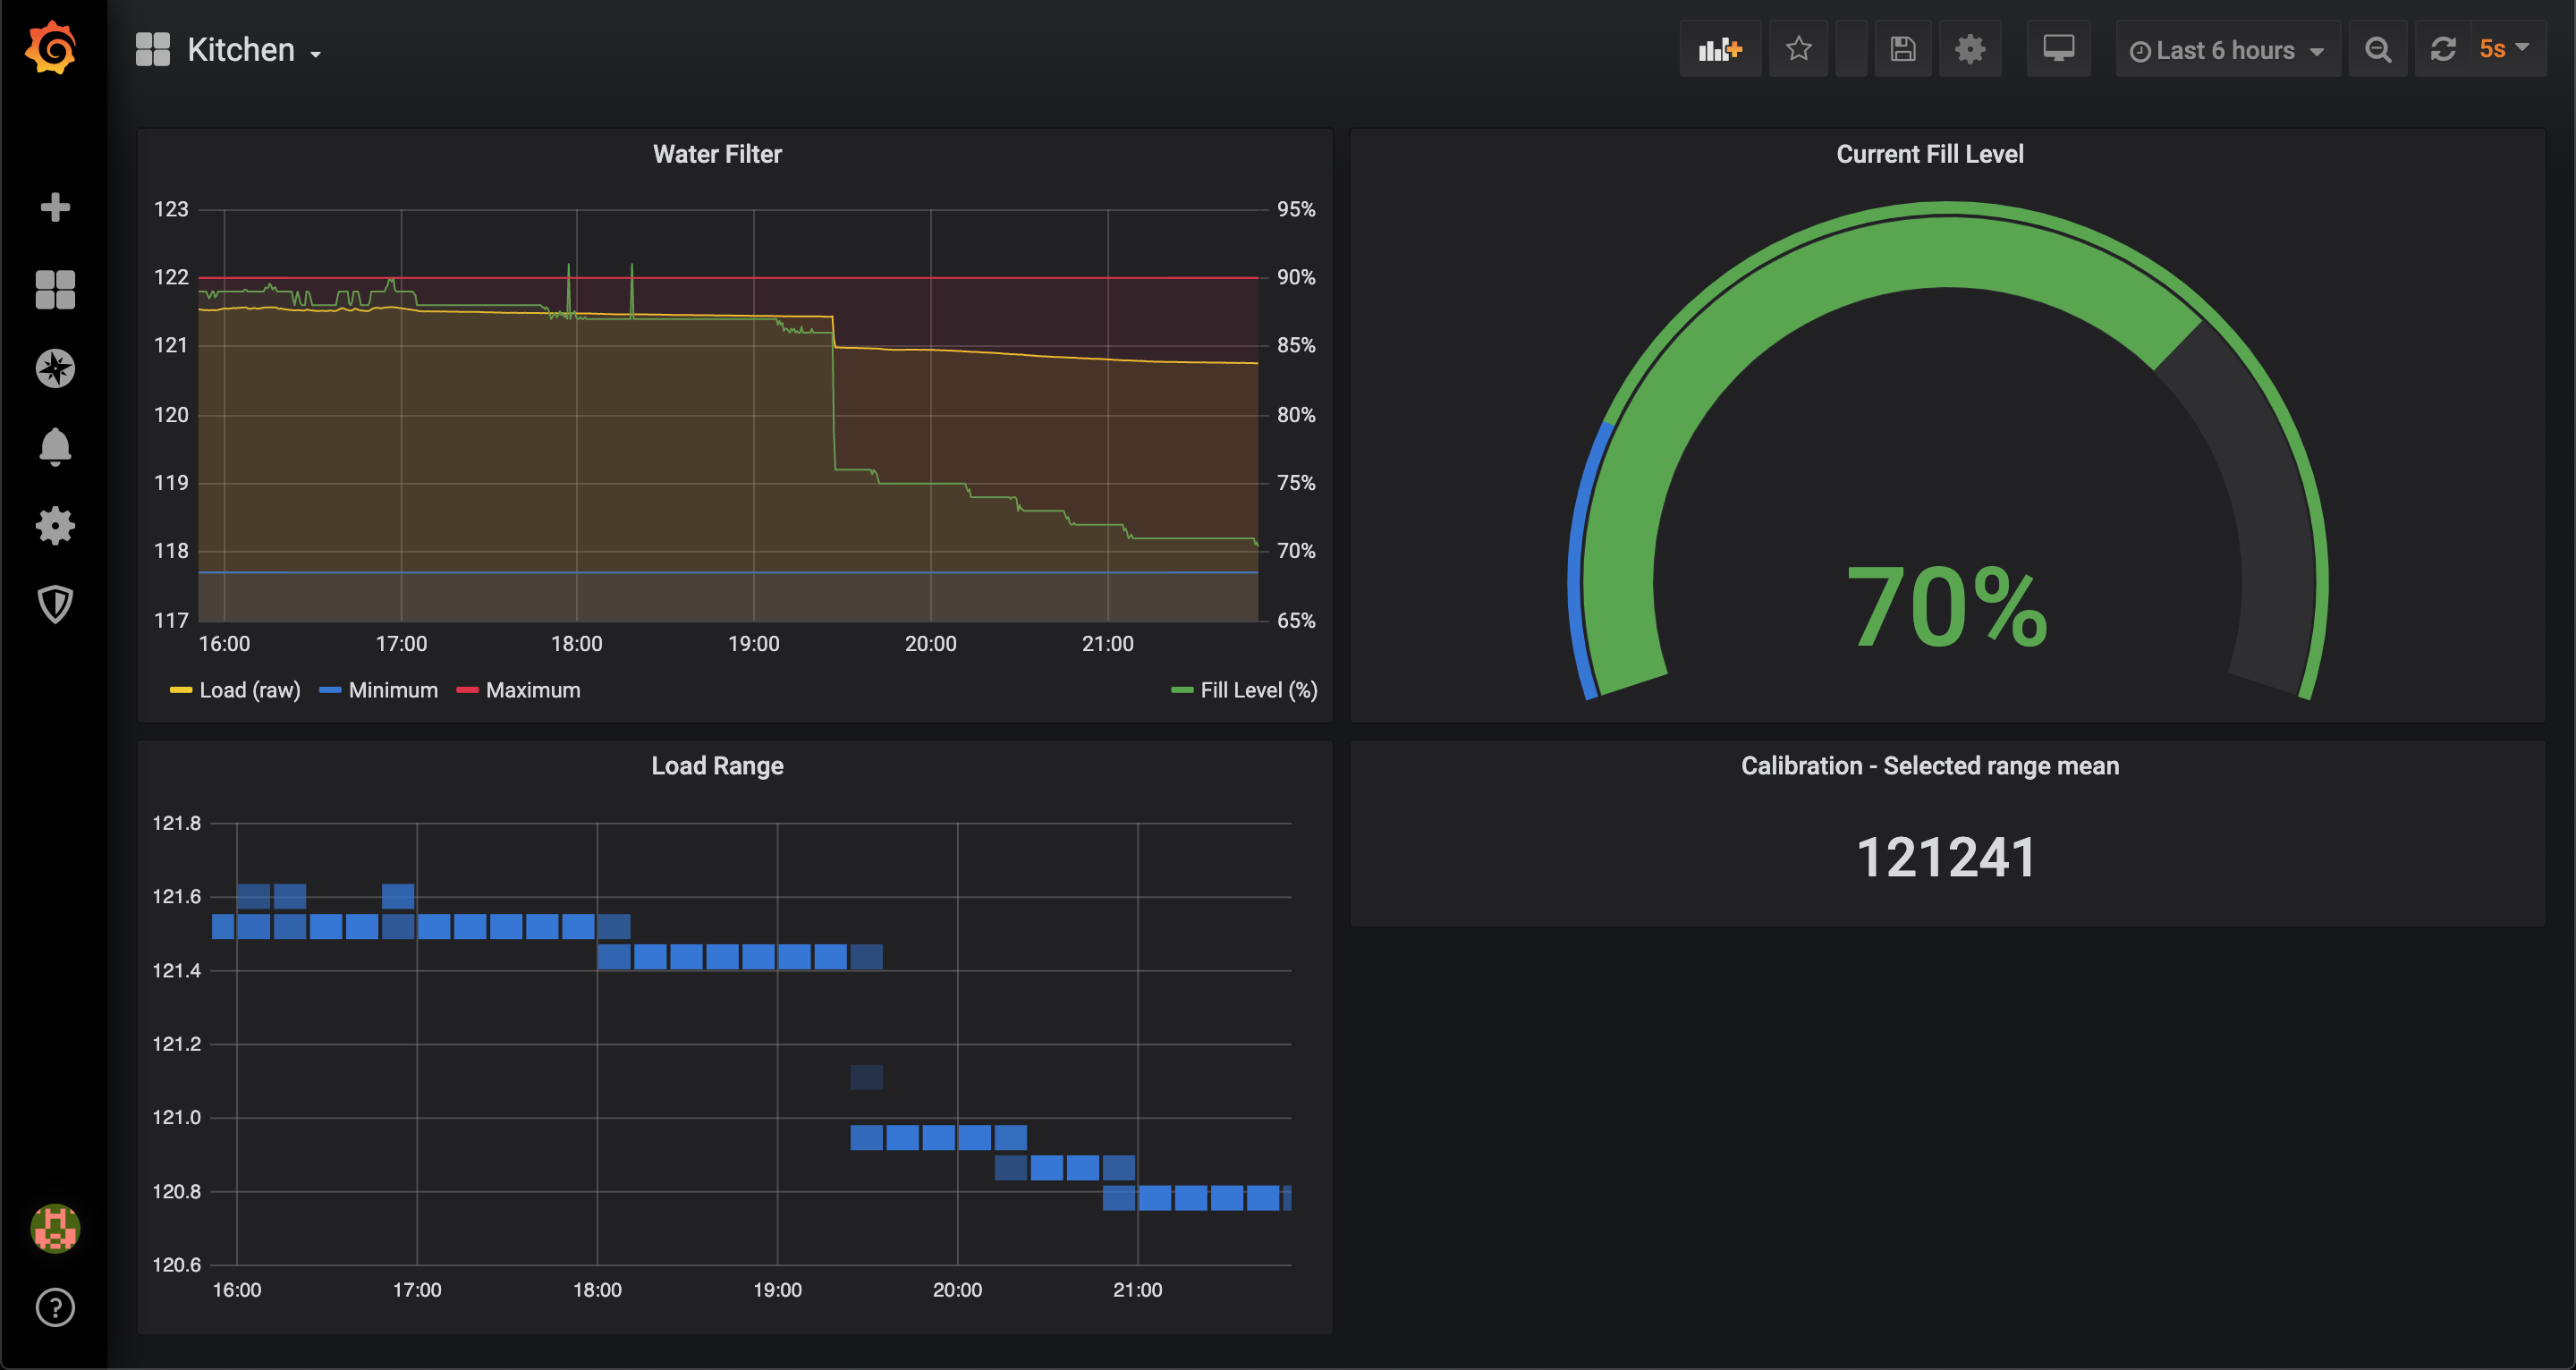 Kitchen
Last 6 hours
5s
Water Filter
123
122
121
120
119
118
117
95%
90%
85%
80%
75%
70%
65%
16:00 17:00 18:00 19:00 20:00 21:00
Load (raw) Minimum Maximum Fill Level (%)
Current Fill Level
70%
Load Range
121.8
121.6
121.4
121.2
121.0
120.8
120.6
16:00 17:00 18:00 19:00 20:00 21:00
Calibration - Selected range mean
121241
?